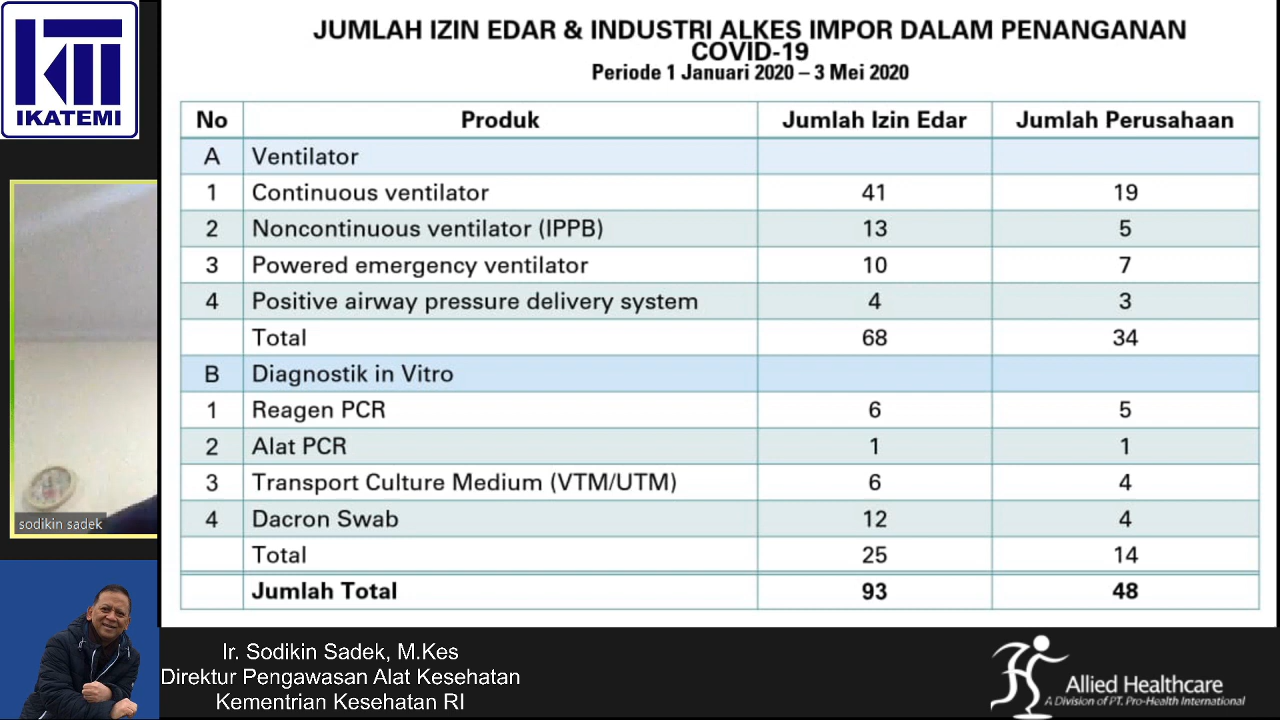 IKATEMI
JUMLAH IZIN EDAR & INDUSTRI ALKES IMPOR DALAM PENANGANAN
COVID-19
Periode 1 Januari 2020 – 3 Mei 2020
No Produk Jumlah Izin Edar Jumlah Perusahaan
A Ventilator
1 Continuous ventilator 41 19
2 Noncontinuous ventilator (IPPB) 13 5
3 Powered emergency ventilator 10 7
4 Positive airway pressure delivery system 4 3
Total 68 34
B Diagnostik in Vitro
1 Reagen PCR 6 5
2 Alat PCR 1 1
3 Transport Culture Medium (VTM/UTM) 6 4
4 Dacron Swab 12 4
Total 25 14
Jumlah Total 93 48
sodikin sadek
Ir. Sodikin Sadek, M.Kes
Direktur Pengawasan Alat Kesehatan
Kementrian Kesehatan RI
Allied Healthcare
A Division of PT. Pro-Health International